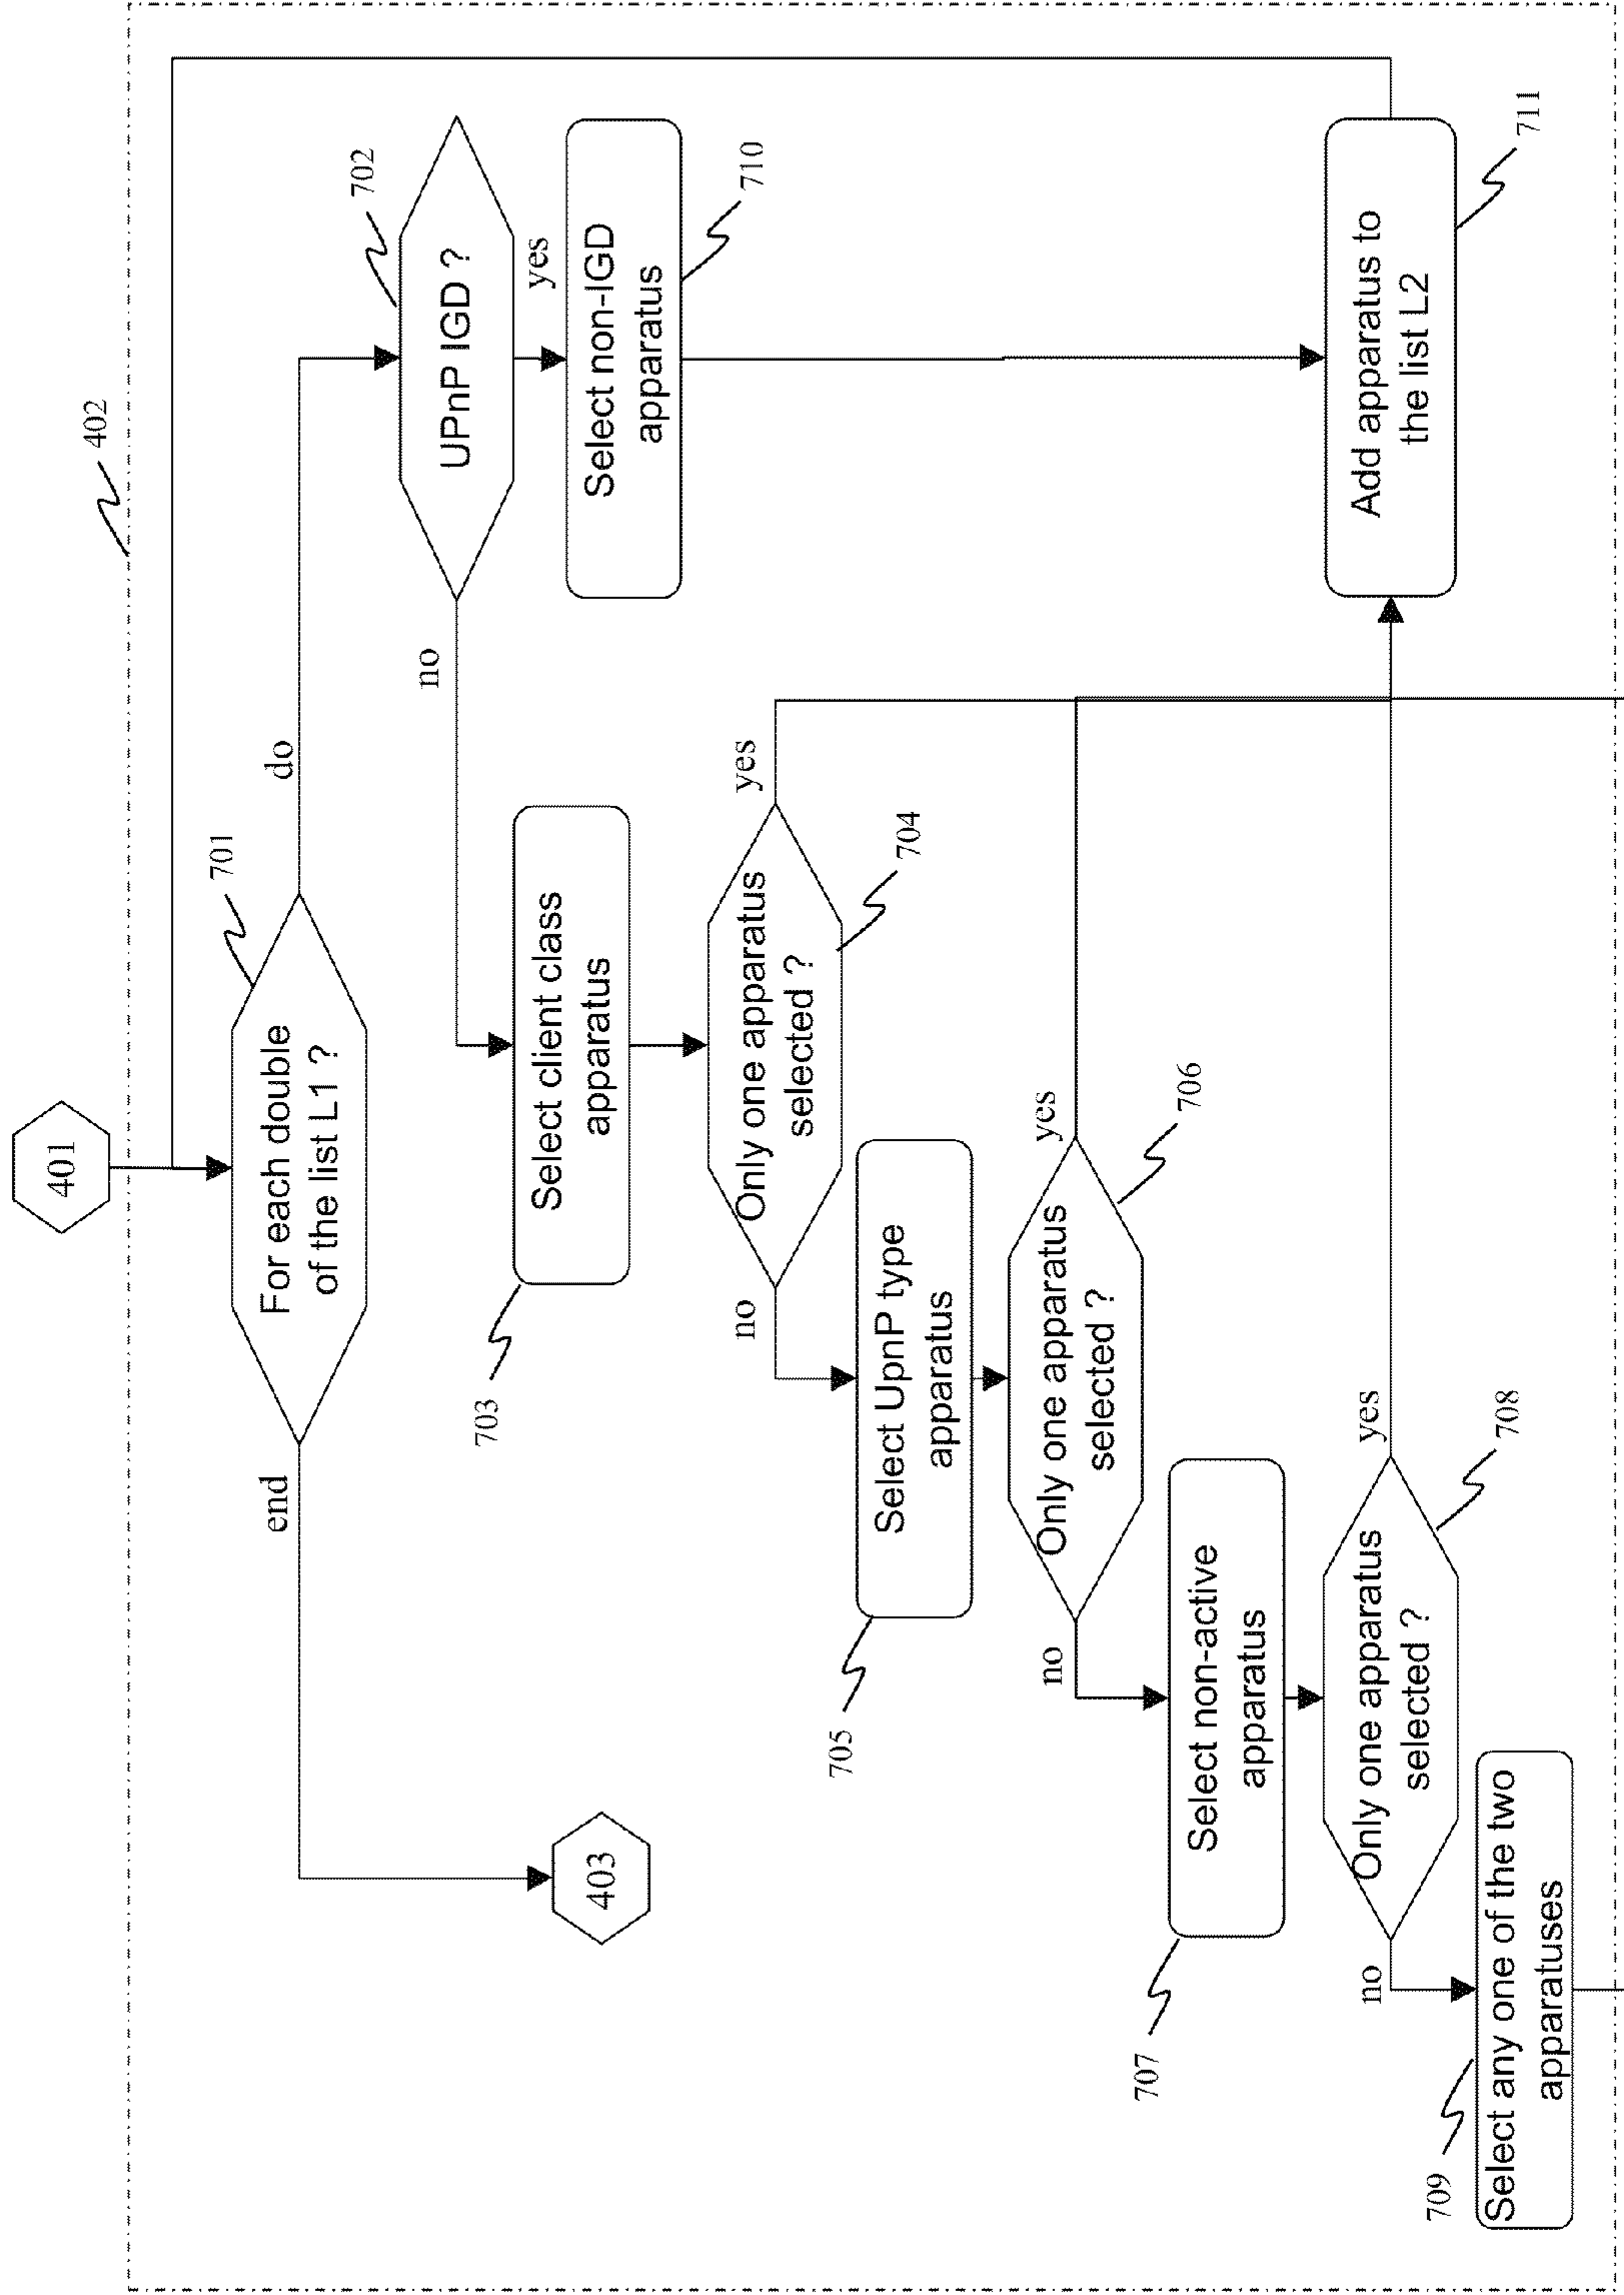 401
402
701
For each double
of the list L1 ?
end
do
702
UPnP IGD ?
no
yes
403
703
Select client class
apparatus
Select non-IGD
apparatus
710
Only one apparatus
selected ?
704
no
yes
705
Select UpnP type
apparatus
Only one apparatus
selected ?
706
no
yes
707
Select non-active
apparatus
Only one apparatus
selected ?
708
no
yes
709
Select any one of the two
apparatuses
Add apparatus to
the list L2
711